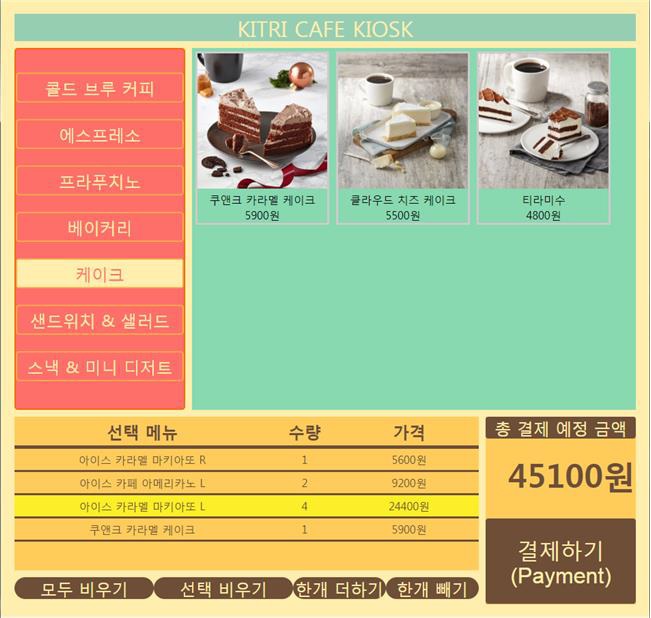 KITRI CAFE KIOSK
콜드 브루 커피
에스프레소
프라푸치노
베이커리
케이크
샌드위치 & 샐러드
스낵 & 미니 디저트
쿠앤크 카라멜 케이크
5900원
클라우드 치즈 케이크
5500원
티라미수
4800원
선택 메뉴 수량 가격
아이스 카라멜 마키아또 R 1 5600원
아이스 카페 아메리카노 L 2 9200원
아이스 카라멜 마키아또 L 4 24400원
쿠앤크 카라멜 케이크 1 5900원
모두 비우기 선택 비우기 한개 더하기 한개 빼기
총 결제 예정 금액
45100원
결제하기
(Payment)